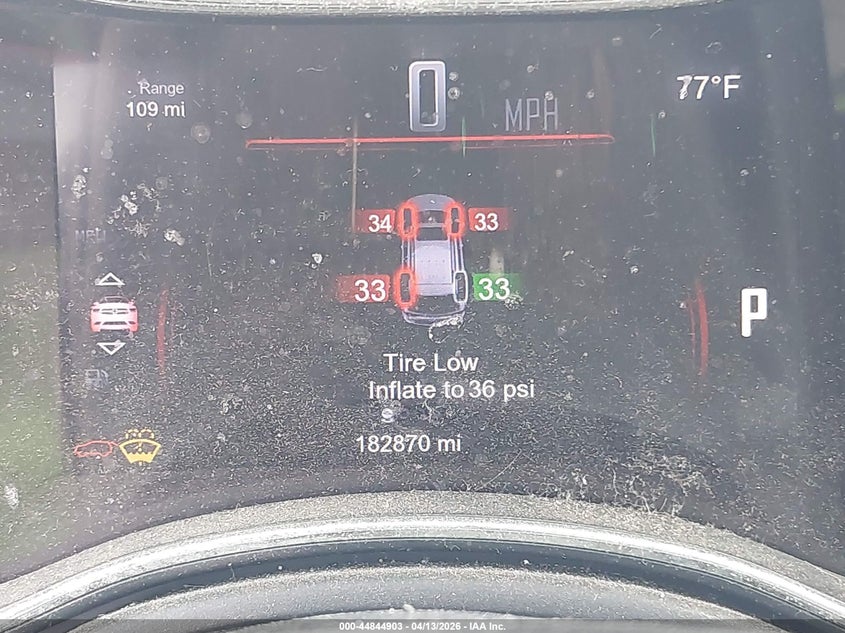 Range
109 mi
0
MPH
77°F
34
33
33
33
P
Tire Low
Inflate to 36 psi
182870 mi
000-44844903 - 04/13/2026 - IAA Inc.